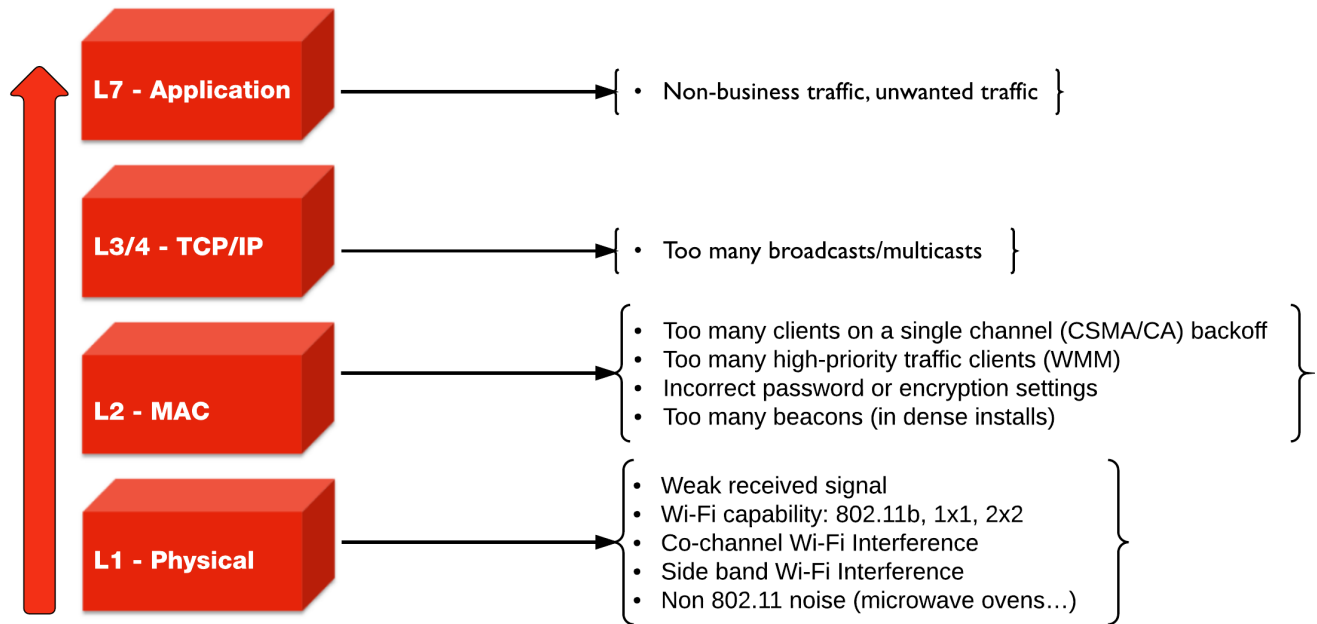 L7 - Application
• Non-business traffic, unwanted traffic
L3/4 - TCP/IP
• Too many broadcasts/multicasts
L2 - MAC
• Too many clients on a single channel (CSMA/CA) backoff
• Too many high-priority traffic clients (WMM)
• Incorrect password or encryption settings
• Too many beacons (in dense installs)
L1 - Physical
• Weak received signal
• Wi-Fi capability: 802.11b, 1x1, 2x2
• Co-channel Wi-Fi Interference
• Side band Wi-Fi Interference
• Non 802.11 noise (microwave ovens…)